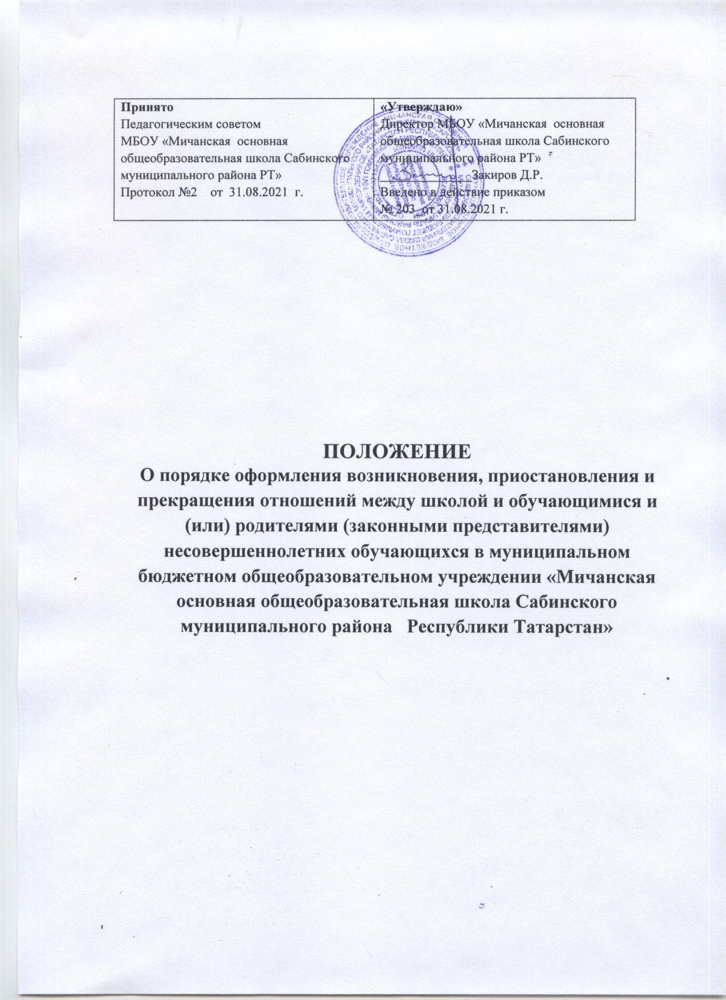 Принято
Педагогическим советом
МБОУ «Мичанская основная
общеобразовательная школа Сабинского
муниципального района РТ»
Протокол №2 от 31.08.2021 г.
«Утверждаю»
Директор МБОУ «Мичанская основная
общеобразовательная школа Сабинского
муниципального района РТ»
Закиров Д.Р.
Введено в действие приказом
№ 203 от 31.08.2021 г.
ПОЛОЖЕНИЕ
О порядке оформления возникновения, приостановления и
прекращения отношений между школой и обучающимися и
(или) родителями (законными представителями)
несовершеннолетних обучающихся в муниципальном
бюджетном общеобразовательном учреждении «Мичанская
основная общеобразовательная школа Сабинского
муниципального района Республики Татарстан»